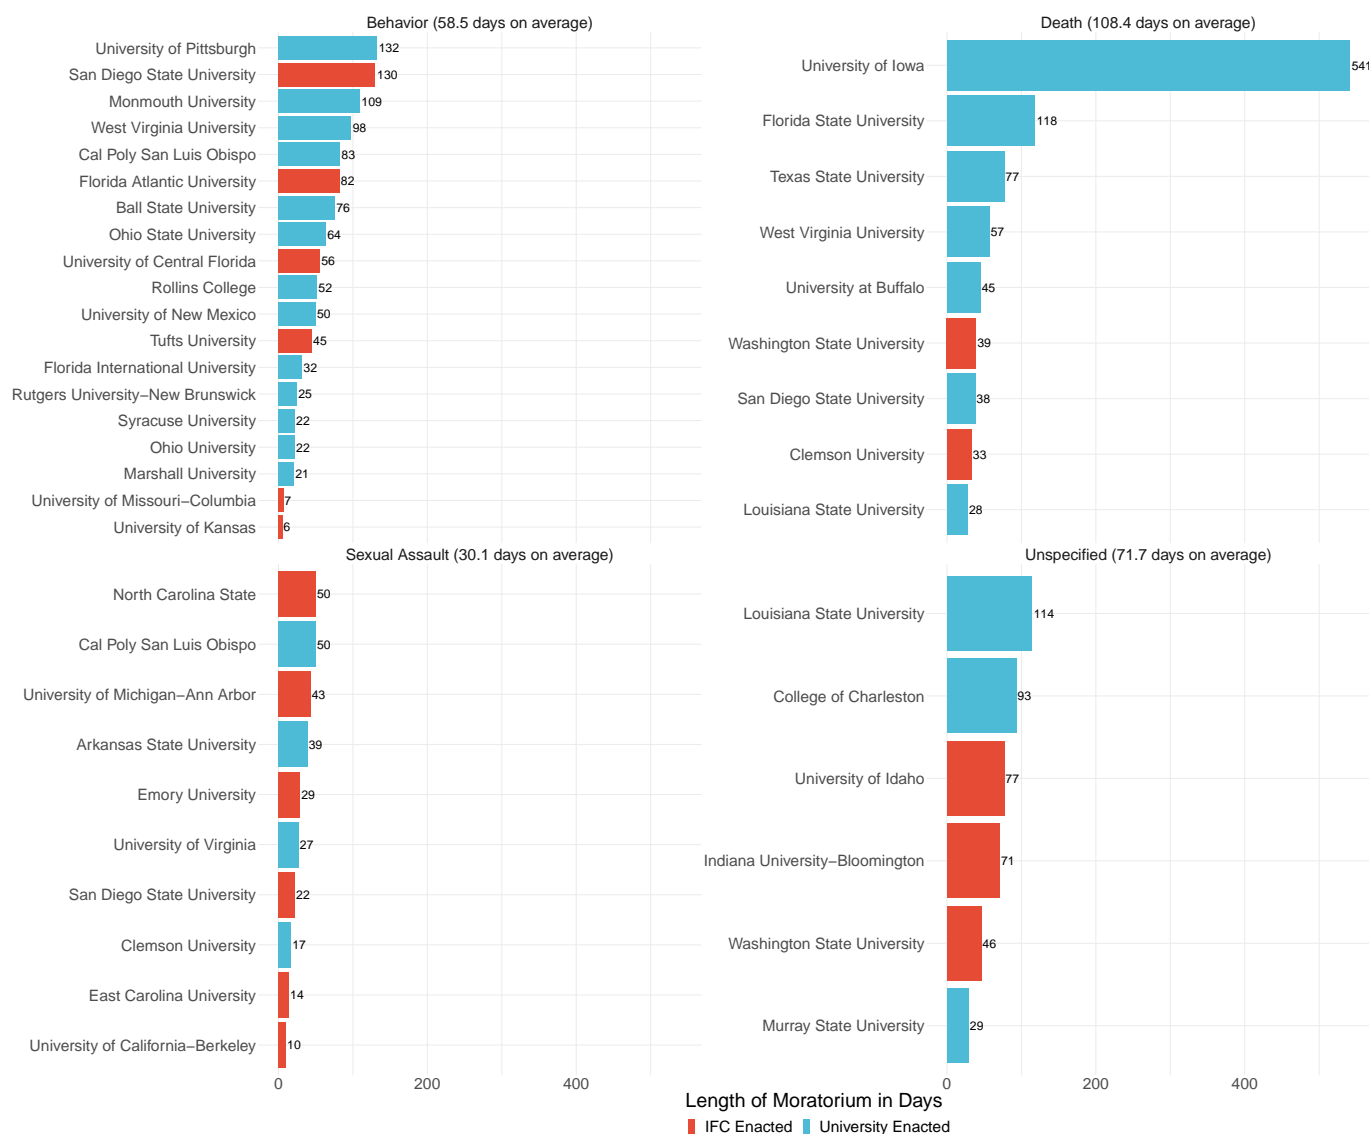 Behavior (58.5 days on average)
University of Pittsburgh 132
San Diego State University 130
Monmouth University 109
West Virginia University 98
Cal Poly San Luis Obispo 83
Florida Atlantic University 82
Ball State University 76
Ohio State University 64
University of Central Florida 56
Rollins College 52
University of New Mexico 50
Tufts University 45
Florida International University 32
Rutgers University−New Brunswick 25
Syracuse University 22
Ohio University 22
Marshall University 21
University of Missouri−Columbia 7
University of Kansas 6
Death (108.4 days on average)
University of Iowa 541
Florida State University 118
Texas State University 77
West Virginia University 57
University at Buffalo 45
Washington State University 39
San Diego State University 38
Clemson University 33
Louisiana State University 28
Sexual Assault (30.1 days on average)
North Carolina State 50
Cal Poly San Luis Obispo 50
University of Michigan−Ann Arbor 43
Arkansas State University 39
Emory University 29
University of Virginia 27
San Diego State University 22
Clemson University 17
East Carolina University 14
University of California−Berkeley 10
0 200 400
Unspecified (71.7 days on average)
Louisiana State University 114
College of Charleston 93
University of Idaho 77
Indiana University−Bloomington 71
Washington State University 46
Murray State University 29
0 200 400
Length of Moratorium in Days
IFC Enacted University Enacted